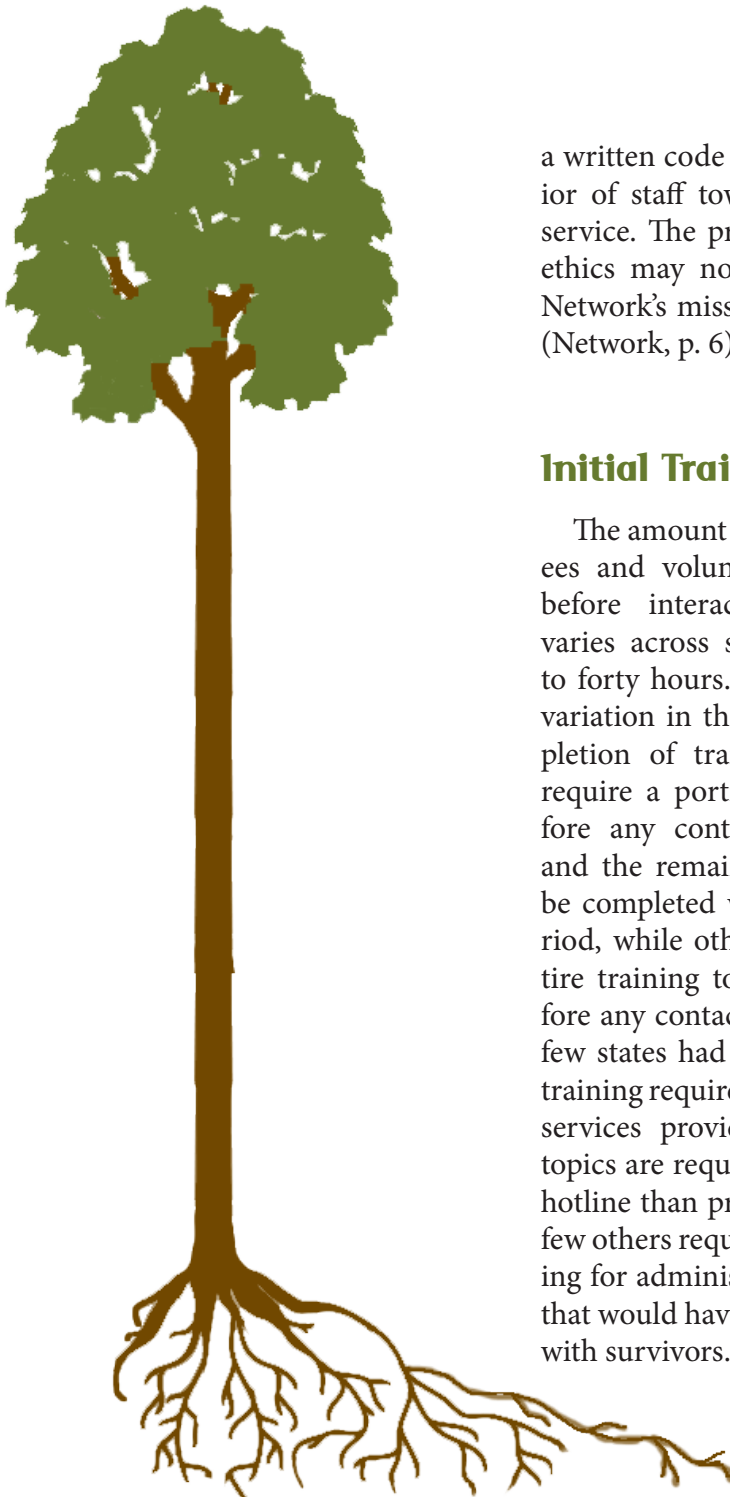 a written code
ior of staff tow
service. The pr
ethics may no
Network's miss
(Network, p. 6)
Initial Trai
The amount
ees and volun
before interac
varies across s
to forty hours.
variation in th
pletion of tra
require a port
fore any cont
and the remai
be completed v
riod, while oth
tire training to
fore any contac
few states had
training require
services provi
topics are requ
hotline than pr
few others requ
ing for adminis
that would hav
with survivors.